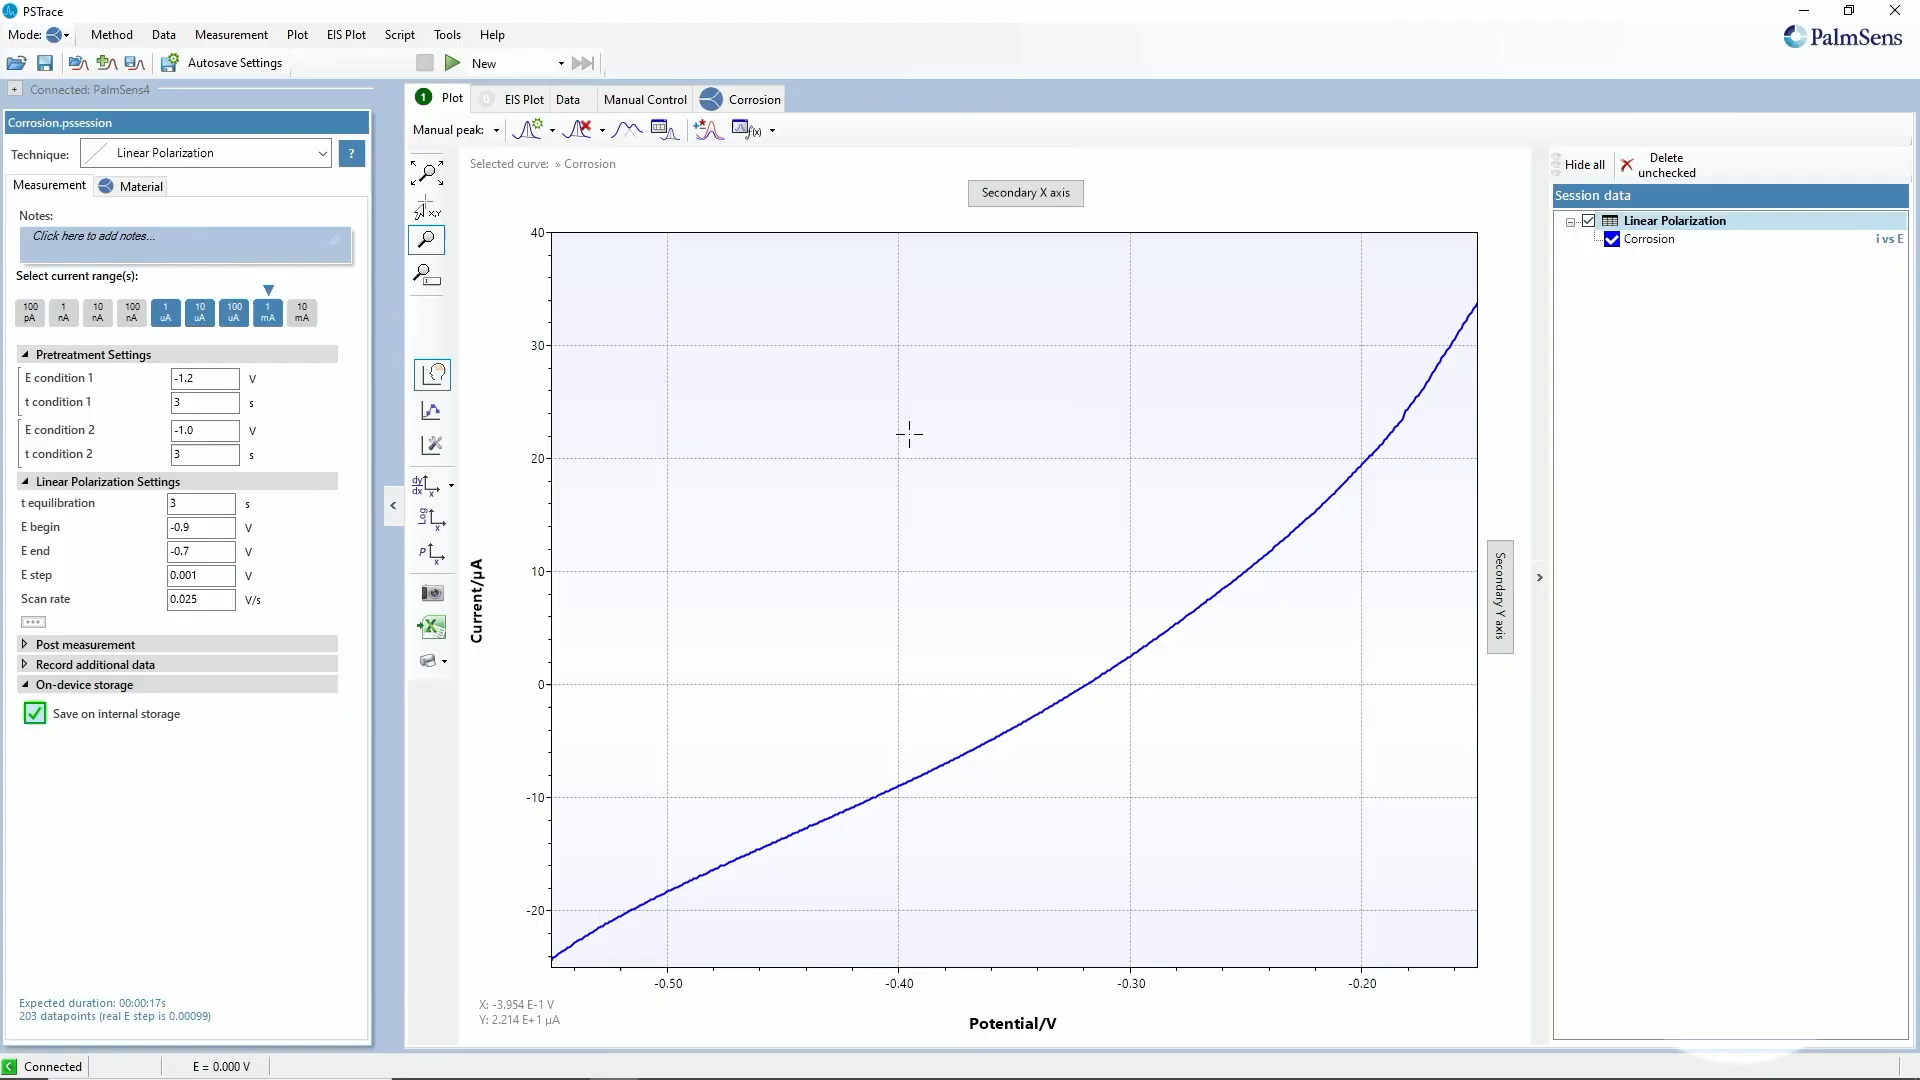 PSTrace
Mode: Method Data Measurement Plot EIS Plot Script Tools Help
PalmSens
Autosave Settings New
Connected: PalmSens4
Corrosion.pssession
Technique: Linear Polarization ?
Measurement Material
Notes:
Click here to add notes...
Select current range(s):
100 pA 1 nA 10 nA 100 nA 1 uA 10 uA 100 uA 1 mA 10 mA
Pretreatment Settings
E condition 1 -1.2 V
t condition 1 3 s
E condition 2 -1.0 V
t condition 2 3 s
Linear Polarization Settings
t equilibration 3 s
E begin -0.9 V
E end -0.7 V
E step 0.001 V
Scan rate 0.025 V/s
Post measurement
Record additional data
On-device storage
Save on internal storage
Expected duration: 00:00:17s
203 datapoints (real E step is 0.00099)
1 Plot 0 EIS Plot Data Manual Control Corrosion
Manual peak: f(x)
Selected curve: » Corrosion
x,y
dy/dx x
Log x
P x
Secondary X axis
40
30
20
10
0
-10
-20
Current/µA
-0.50 -0.40 -0.30 -0.20
Potential/V
X: -3.954 E-1 V
Y: 2.214 E+1 µA
Secondary Y axis
Hide all Delete unchecked
Session data
Linear Polarization
Corrosion i vs E
Connected E = 0.000 V